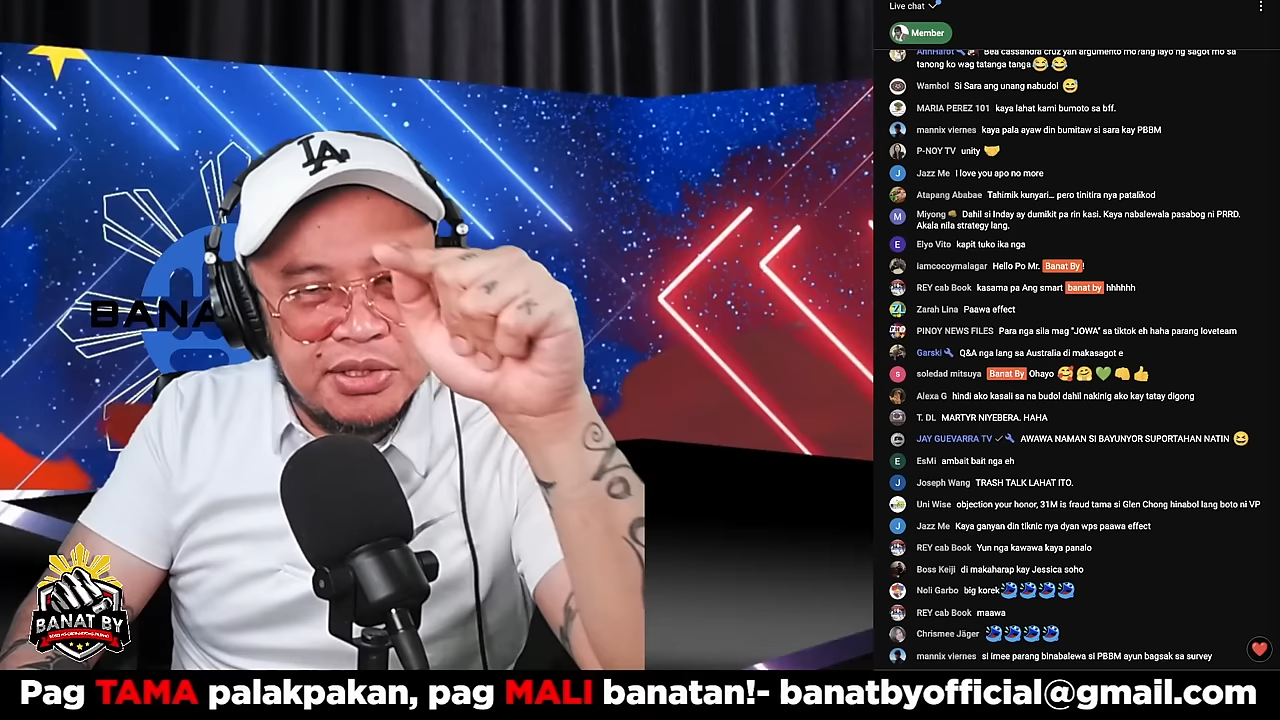 Live chat
Member
AnnHarot Bea cassandra cruz yan argumento mo?ang layo ng sagot mo sa
tanong ko wag tatanga tanga
Wambol Si Sara ang unang nabudol
MARIA PEREZ 101 kaya lahat kami bumoto sa bff.
mannix viernes kaya pala ayaw din bumitaw si sara kay PBBM
P-NOY TV unity
Jazz Me I love you apo no more
Atapang Ababae Tahimik kunyari... pero tinitira nya patalikod
Miyong Dahil si Inday ay dumikit pa rin kasi. Kaya nabalewala pasabog ni PRRD.
Akala nila strategy lang.
Elyo Vito kapit tuko ika nga
iamcocoymalagar Hello Po Mr. Banat By!
REY cab Book kasama pa Ang smart banat by hhhhhh
Zarah Lina Paawa effect
PINOY NEWS FILES Para nga sila mag "JOWA" sa tiktok eh haha parang loveteam
Garski Q&A nga lang sa Australia di makasagot e
soledad mitsuya Banat By Ohayo
Alexa G hindi ako kasali sa na budol dahil nakinig ako kay tatay digong
T. DL MARTYR NIYEBERA. HAHA
JAY GUEVARRA TV AWAWA NAMAN SI BAYUNYOR SUPORTAHAN NATIN
EsMi ambait bait nga eh
Joseph Wang TRASH TALK LAHAT ITO.
Uni Wise objection your honor, 31M is fraud tama si Glen Chong hinabol lang boto ni VP
Jazz Me Kaya ganyan din tiknic nya dyan wps paawa effect
REY cab Book Yun nga kawawa kaya panalo
Boss Keiji di makaharap kay Jessica soho
Noli Garbo big korek
REY cab Book maawa
Chrismee Jäger
mannix viernes si imee parang binabalewa si PBBM ayun bagsak sa survey
LA
BANA
BANAT BY
Pag TAMA palakpakan, pag MALI banatan!- banatbyofficial@gmail.com